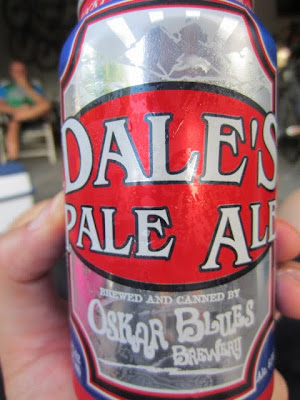 DALE'S
PALE ALE
BREWED AND CANNED BY
OSKAR BLUES
BREWERY